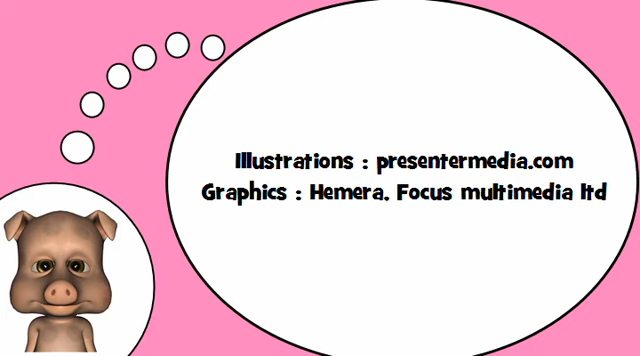 Illustrations : presentermedia.com
Graphics : Hemera. Focus multimedia ltd